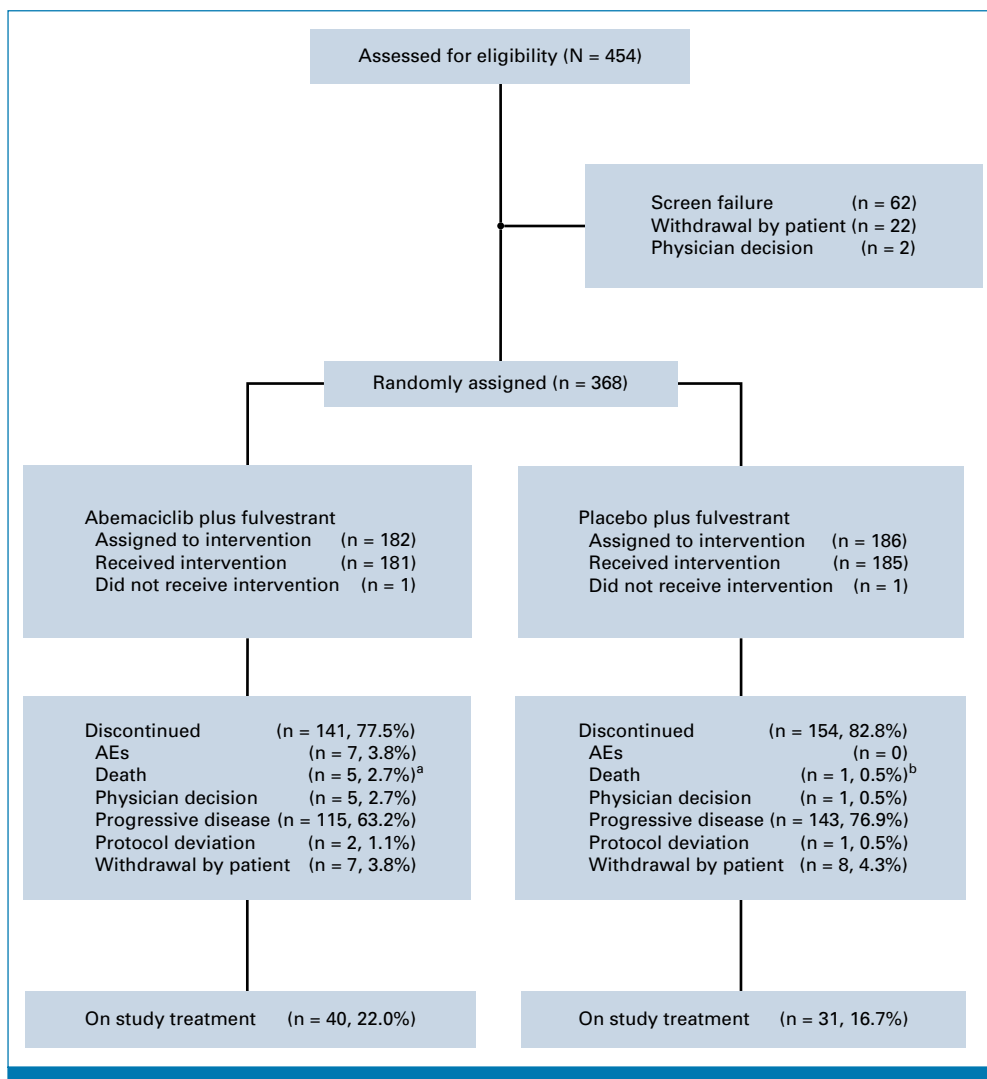 Assessed for eligibility (N = 454)
Screen failure (n = 62)
Withdrawal by patient (n = 22)
Physician decision (n = 2)
Randomly assigned (n = 368)
Abemaciclib plus fulvestrant
Assigned to intervention (n = 182)
Received intervention (n = 181)
Did not receive intervention (n = 1)
Placebo plus fulvestrant
Assigned to intervention (n = 186)
Received intervention (n = 185)
Did not receive intervention (n = 1)
Discontinued (n = 141, 77.5%)
AEs (n = 7, 3.8%)
Death (n = 5, 2.7%)a
Physician decision (n = 5, 2.7%)
Progressive disease (n = 115, 63.2%)
Protocol deviation (n = 2, 1.1%)
Withdrawal by patient (n = 7, 3.8%)
Discontinued (n = 154, 82.8%)
AEs (n = 0)
Death (n = 1, 0.5%)b
Physician decision (n = 1, 0.5%)
Progressive disease (n = 143, 76.9%)
Protocol deviation (n = 1, 0.5%)
Withdrawal by patient (n = 8, 4.3%)
On study treatment (n = 40, 22.0%)
On study treatment (n = 31, 16.7%)